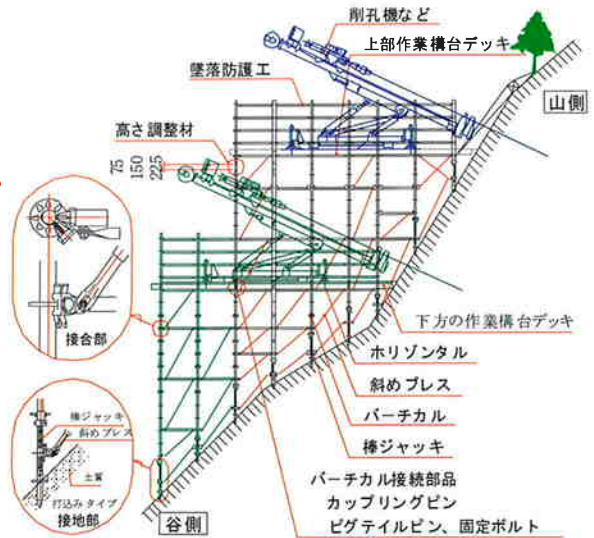 削孔機など
上部作業構台デッキ
墜落防護工
山側
高さ調整材
75
150
225
接合部
下方の作業構台デッキ
ホリゾンタル
斜めブレス
バーチカル
棒ジャッキ
棒ジャッキ
斜めブレス
土質
打込みタイプ
接地部
谷側
バーチカル接続部品
カップリングピン
ピグテイルピン、固定ボルト